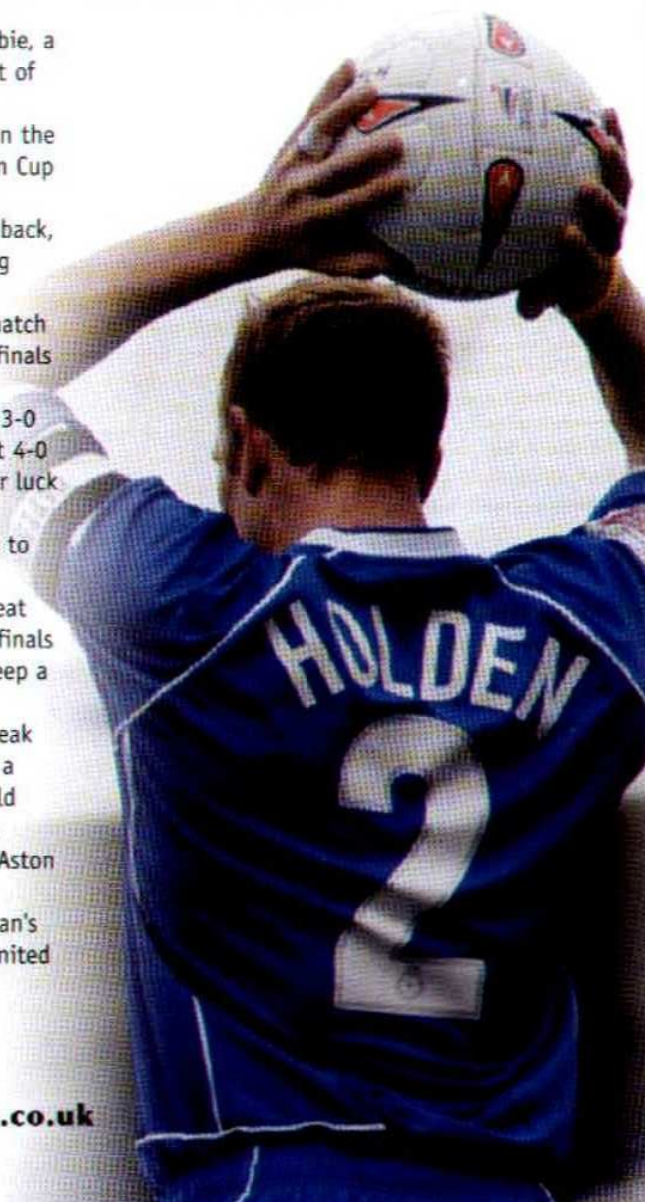 bie, a
t of
n the
n Cup
back,
g
natch
finals
3-0
t 4-0
r luck
to
eat
finals
eep a
eak
a
ld
Aston
an's
nited
.co.uk
HOLDEN
2